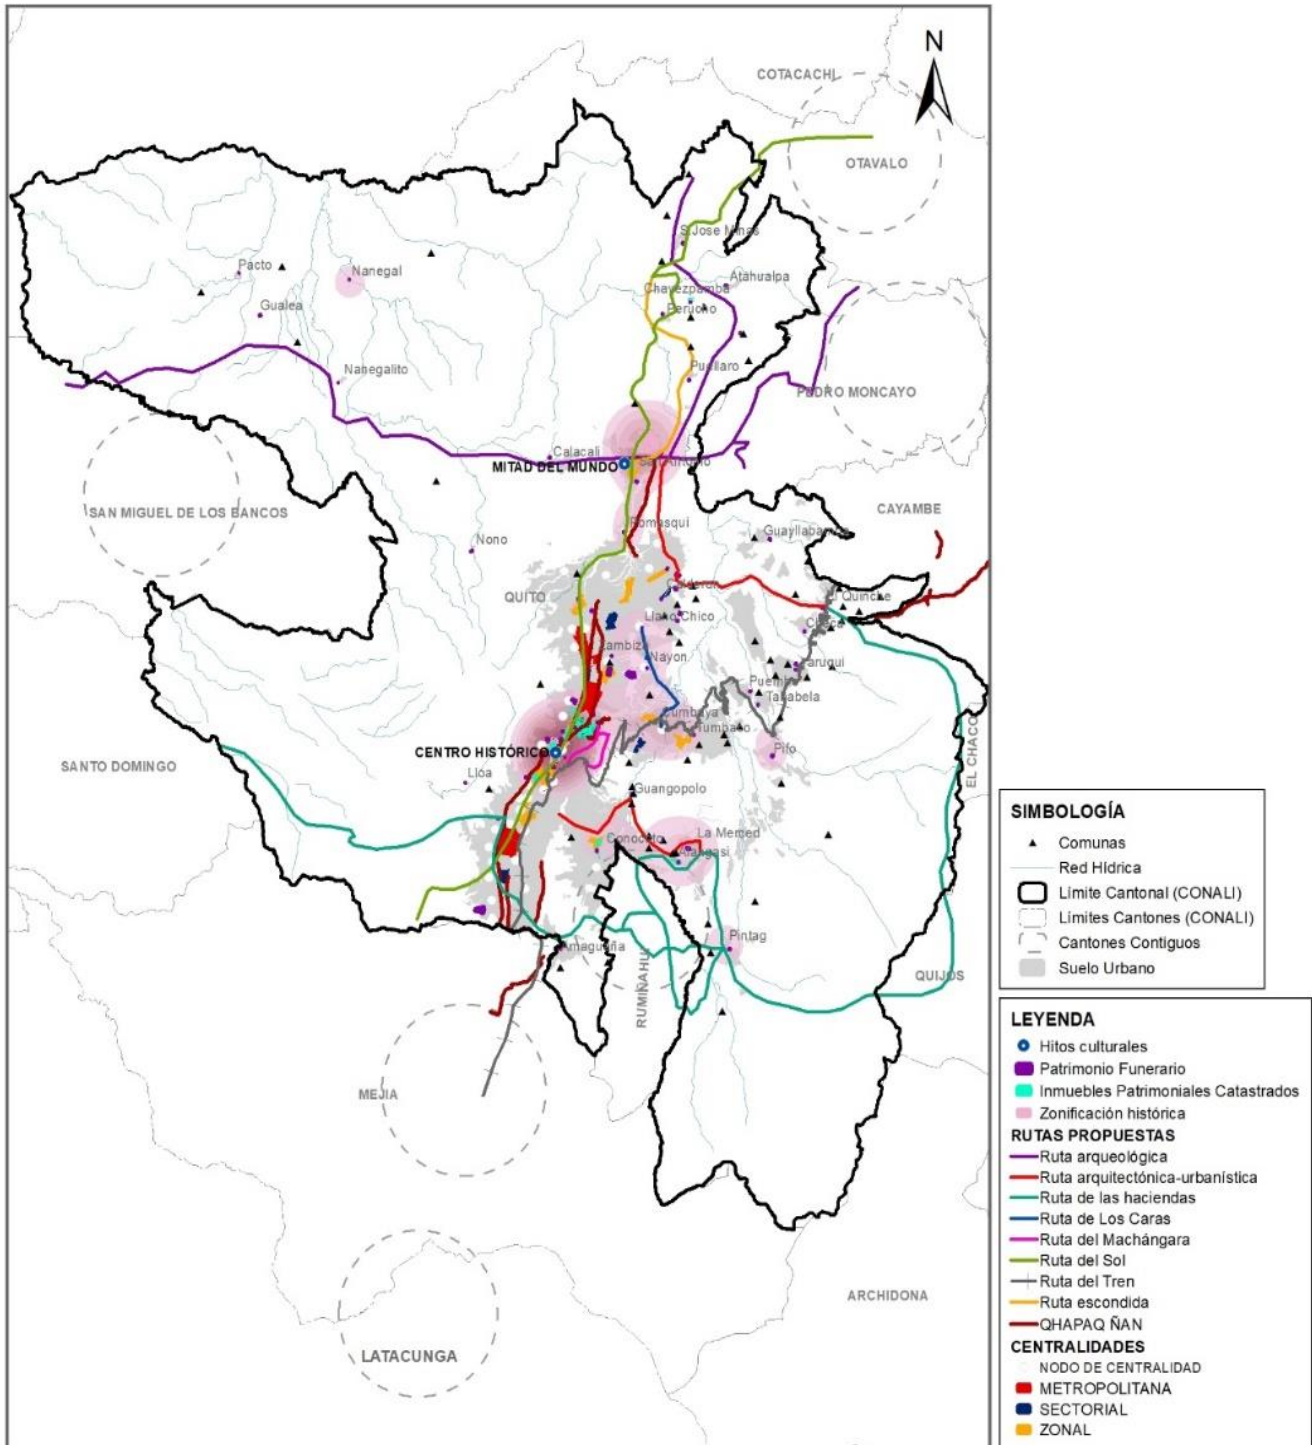 N
COTACACHI
OTAVALO
S.Jose Minas
Pacto
Nanegal
Atahualpa
Chavezpamba
Gualea
Perucho
Nanegalito
Puellaro
PEDRO MONCAYO
Calacali
MITAD DEL MUNDO
San Antonio
SAN MIGUEL DE LOS BANCOS
CAYAMBE
Pomasqui
Guayllabamba
Nono
Calderon
QUITO
El Quinche
Llano Chico
Checa
Zambiza
Nayon
Yaruqui
Puembo
Tababela
Cumbaya
Tumbaco
EL CHACO
CENTRO HISTÓRICO
Pifo
SANTO DOMINGO
Lloa
Guangopolo
La Merced
Conocoto
Alangasi
Pintag
Amaguaña
QUIJOS
RUMIÑAHUI
MEJIA
ARCHIDONA
LATACUNGA
SIMBOLOGÍA
Comunas
Red Hídrica
Límite Cantonal (CONALI)
Límites Cantones (CONALI)
Cantones Contiguos
Suelo Urbano
LEYENDA
Hitos culturales
Patrimonio Funerario
Inmuebles Patrimoniales Catastrados
Zonificación histórica
RUTAS PROPUESTAS
Ruta arqueológica
Ruta arquitectónica-urbanística
Ruta de las haciendas
Ruta de Los Caras
Ruta del Machángara
Ruta del Sol
Ruta del Tren
Ruta escondida
QHAPAQ ÑAN
CENTRALIDADES
NODO DE CENTRALIDAD
METROPOLITANA
SECTORIAL
ZONAL